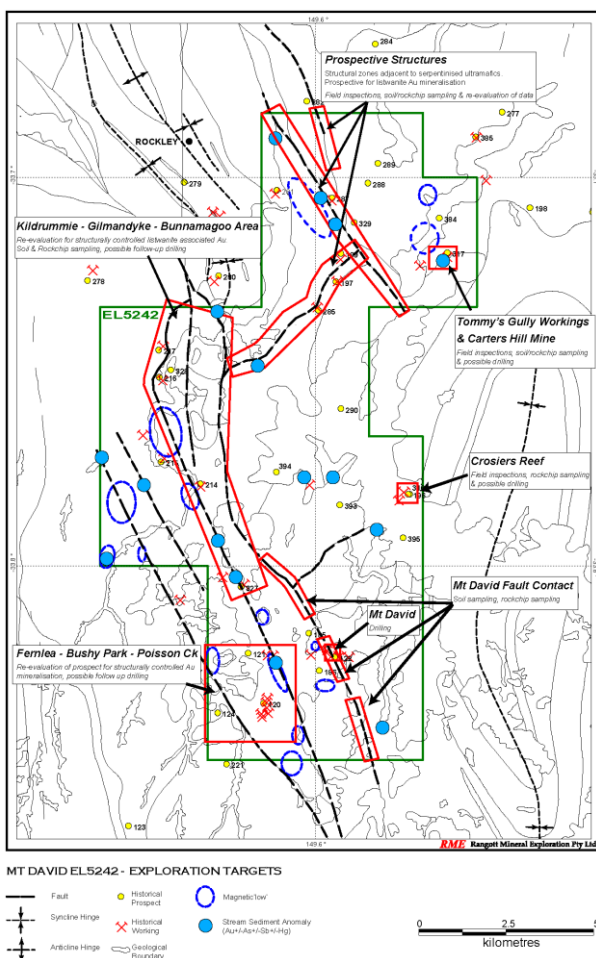 149.6
284
Prospective Structures
Structural zones adjacent to serpentinised ultramafics
Prospective for listwanite Au mineralisation
Field inspections, soil/rockchip sampling & re-evaluation of data
277
385
ROCKLEY
289
279
288
198
384
329
Kildrummie - Gilmandyke - Bunnamagoo Area
Re-evaluation for structurally controlled listwanite associated Au
Soil & Rockchip sampling, possible follow-up drilling
278
280
EL5242
285
Tommy's Gully Workings
& Carters Hill Mine
Field inspections, soil/rockchip sampling
& possible drilling
216
290
Crosiers Reef
Field inspections, rockchip sampling
& possible drilling
394
214
393
395
Mt David Fault Contact
Soil sampling, rockchip sampling
Mt David
Drilling
Fernlea - Bushy Park - Poisson Ck
Re-evaluation of prospect for structurally controlled Au
mineralisation, possible follow up drilling
124
221
123
149.6
RME Rangott Mineral Exploration Pty Ltd
MT DAVID EL5242 - EXPLORATION TARGETS
Fault
Historical
Prospect
Magnetic'low'
Syncline Hinge
Historical
Working
Stream Sediment Anomaly
(Au+/-As+/-Sb+/-Hg)
Anticline Hinge
Geological
Boundary
0 2.5 5
kilometres